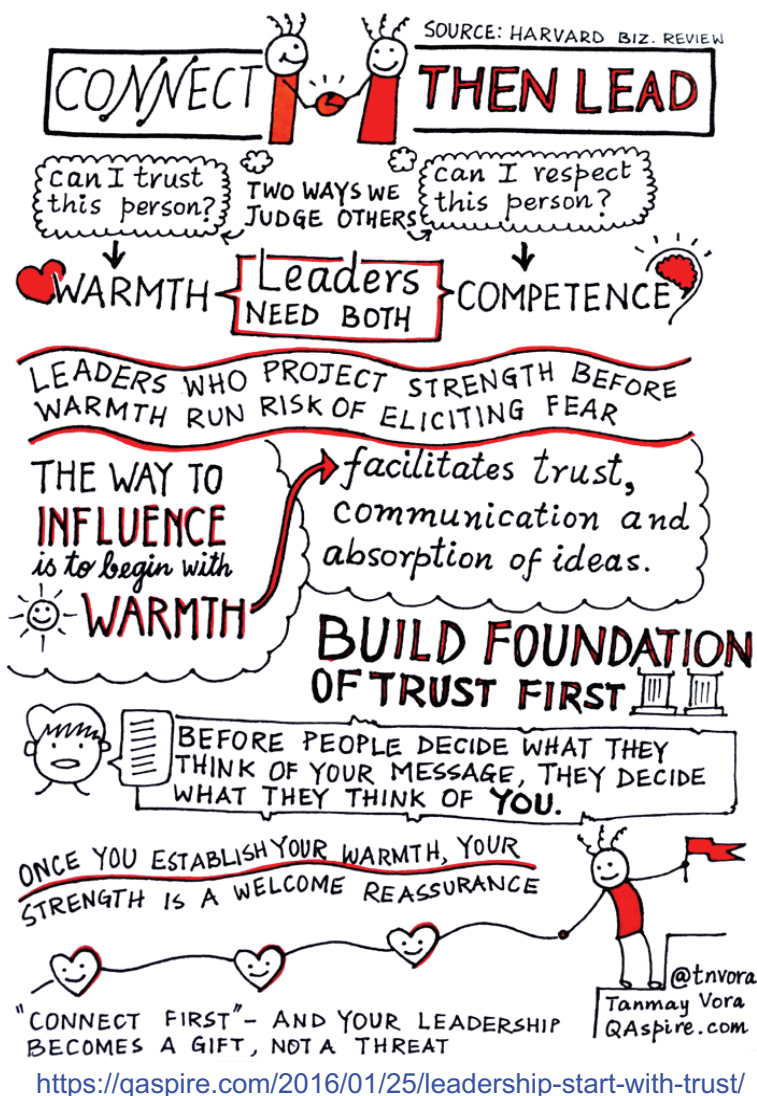 SOURCE: HARVARD BIZ. REVIEW
CONNECT THEN LEAD
can I trust
this person?
TWO WAYS WE
JUDGE OTHERS
can I respect
this person?
WARMTH
Leaders
NEED BOTH
COMPETENCE
LEADERS WHO PROJECT STRENGTH BEFORE
WARMTH RUN RISK OF ELICITING FEAR
THE WAY TO
INFLUENCE
is to begin with
WARMTH
facilitates trust,
communication and
absorption of ideas.
BUILD FOUNDATION
OF TRUST FIRST
BEFORE PEOPLE DECIDE WHAT THEY
THINK OF YOUR MESSAGE, THEY DECIDE
WHAT THEY THINK OF YOU.
ONCE YOU ESTABLISH YOUR WARMTH, YOUR
STRENGTH IS A WELCOME REASSURANCE
@tnvora
Tanmay Vora
QAspire.com
"CONNECT FIRST" - AND YOUR LEADERSHIP
BECOMES A GIFT, NOT A THREAT
https://qaspire.com/2016/01/25/leadership-start-with-trust/